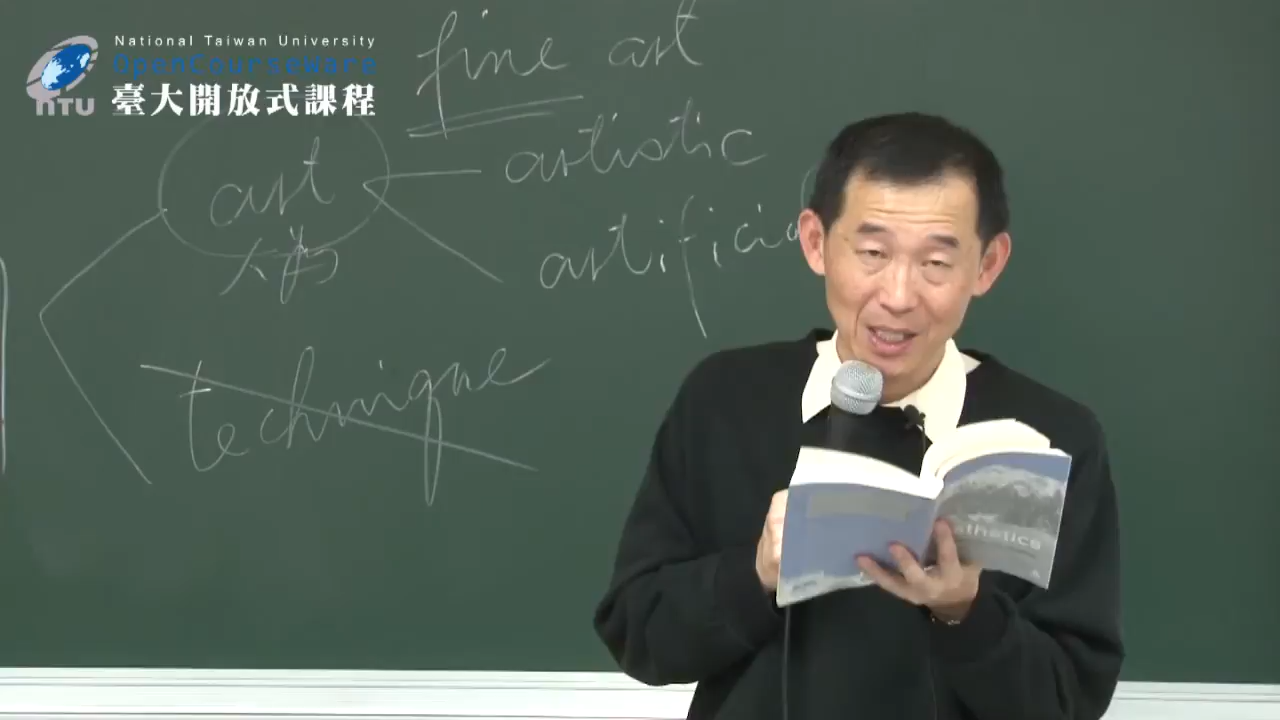 National Taiwan University
OpenCourseWare
NTU 臺大開放式課程
fine art
art
artistic
人為
artificial
technique
sthetics